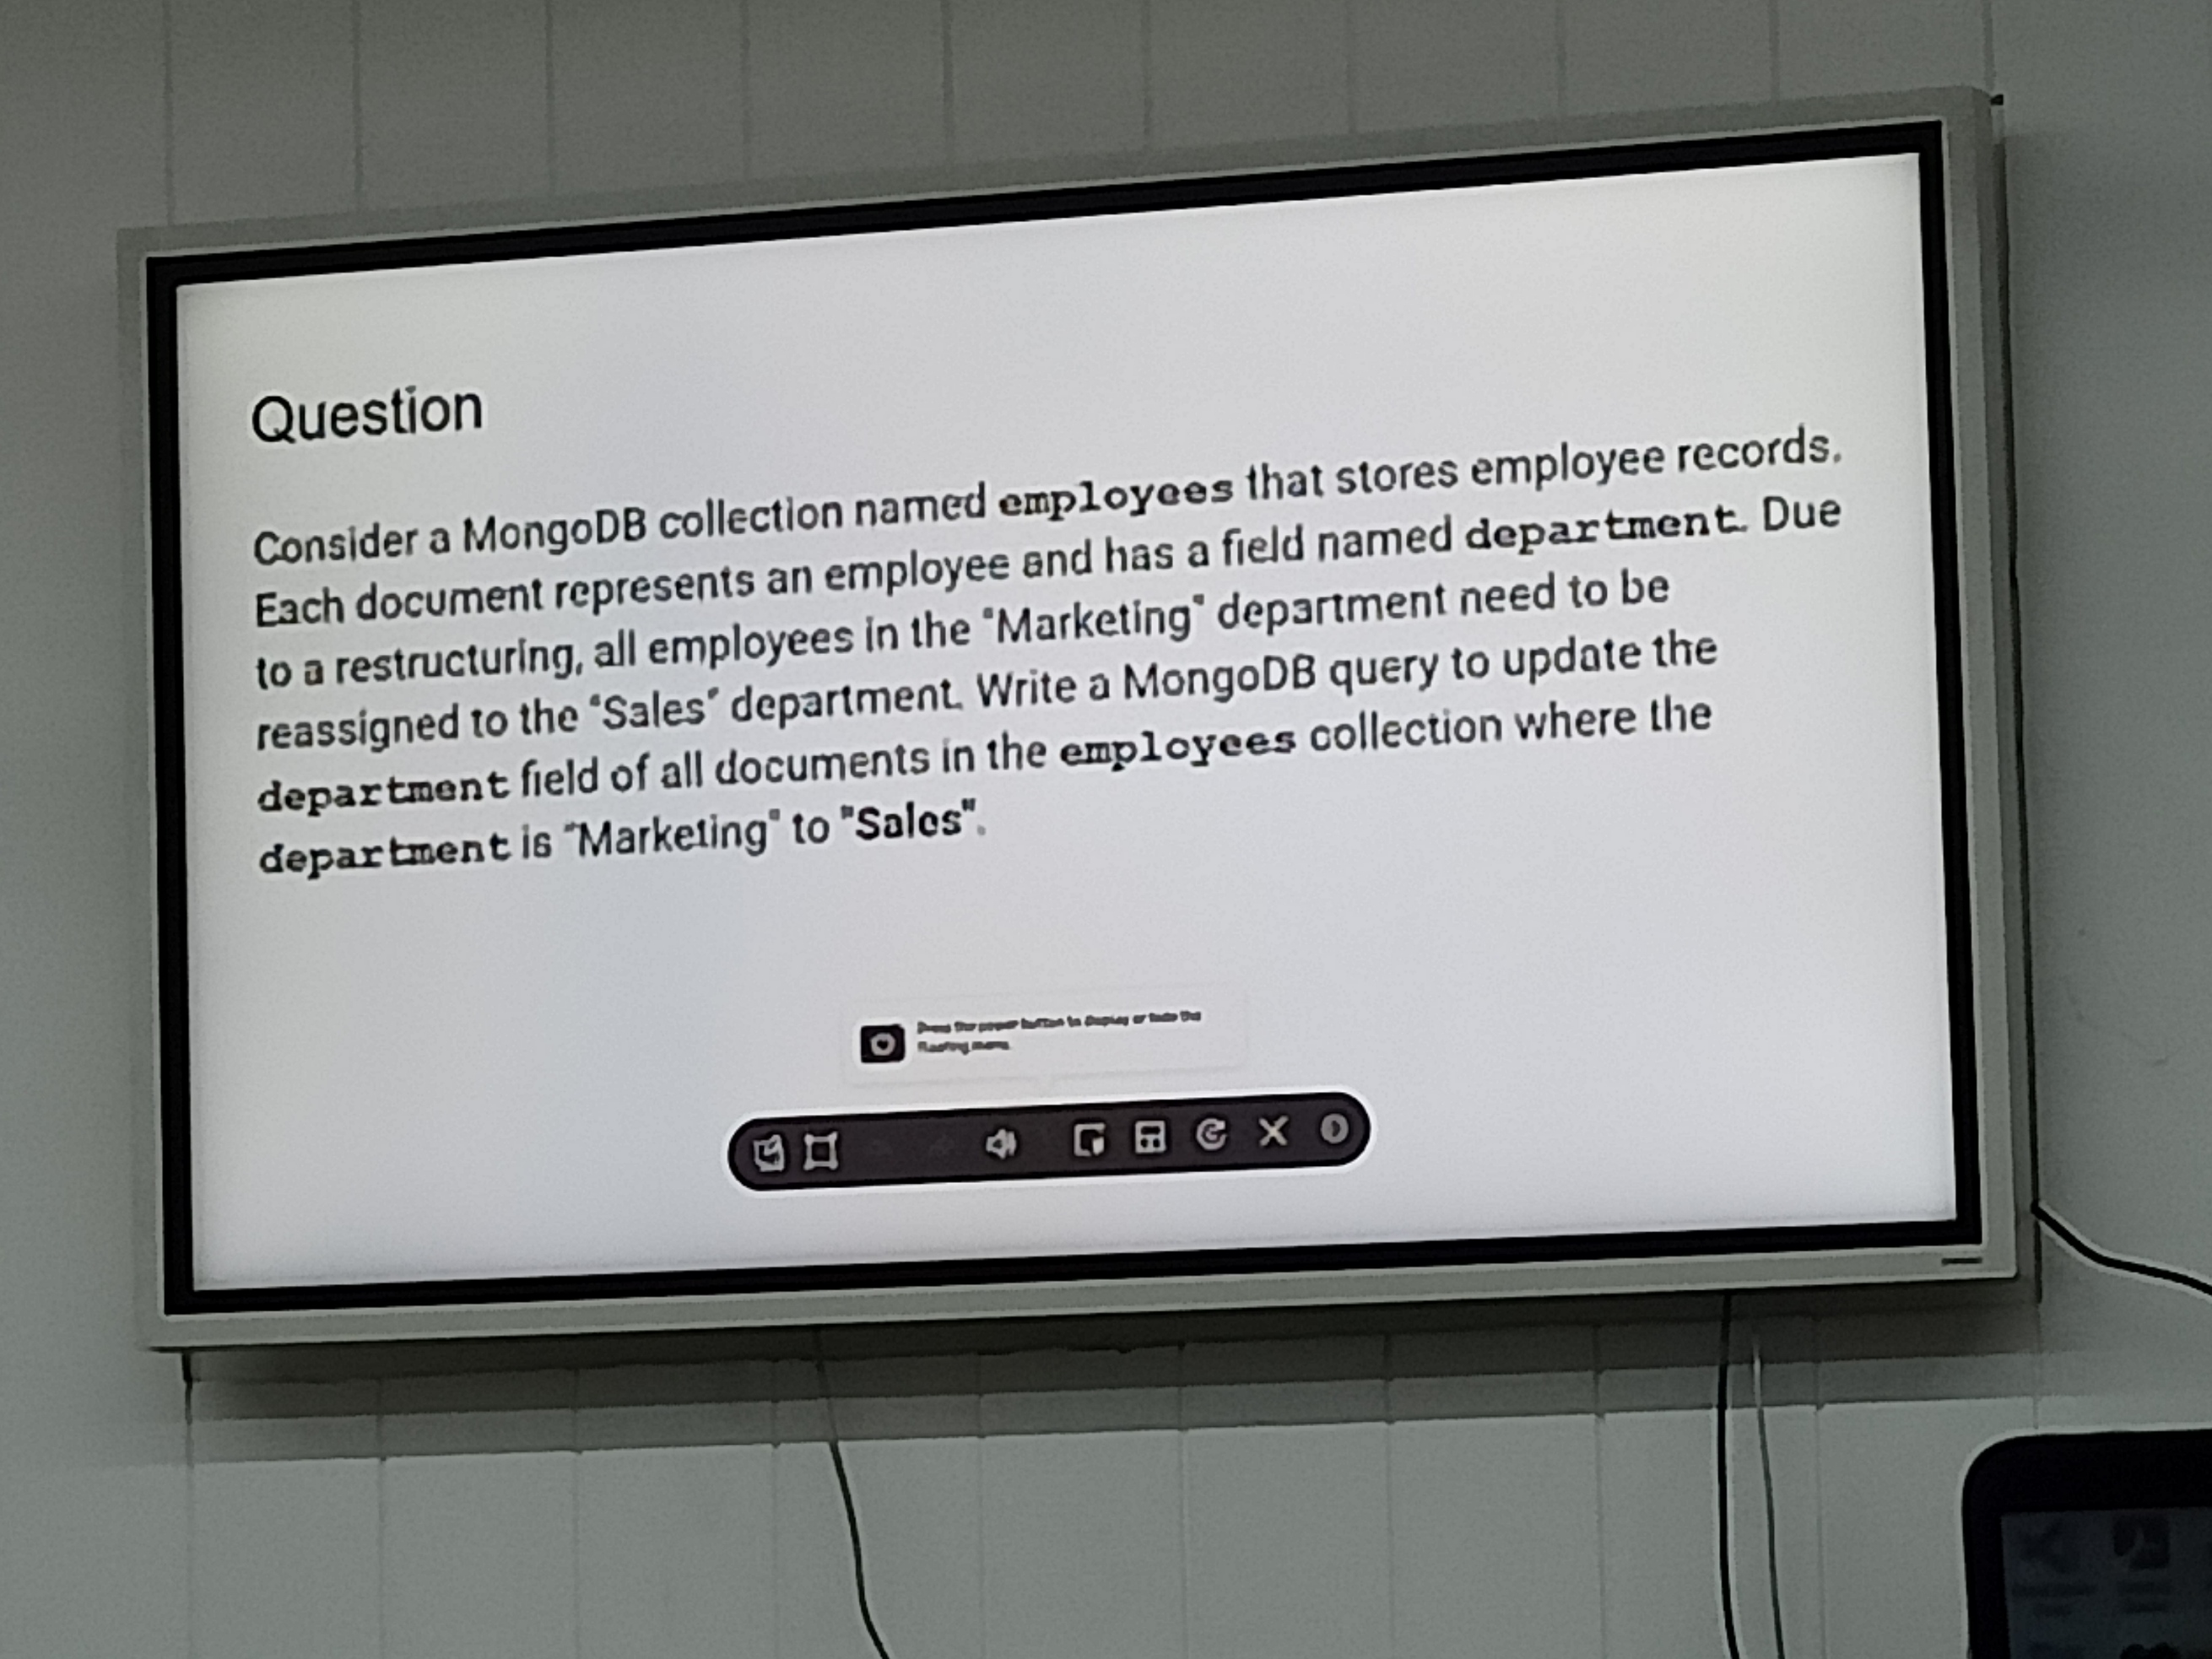 Question
Consider a MongoDB collection named employees that stores employee records.
Each document represents an employee and has a field named department. Due
to a restructuring, all employees in the "Marketing" department need to be
reassigned to the "Sales" department. Write a MongoDB query to update the
department field of all documents in the employees collection where the
department is "Marketing" to "Sales".
Press the power button to display or hide the
floating menu.